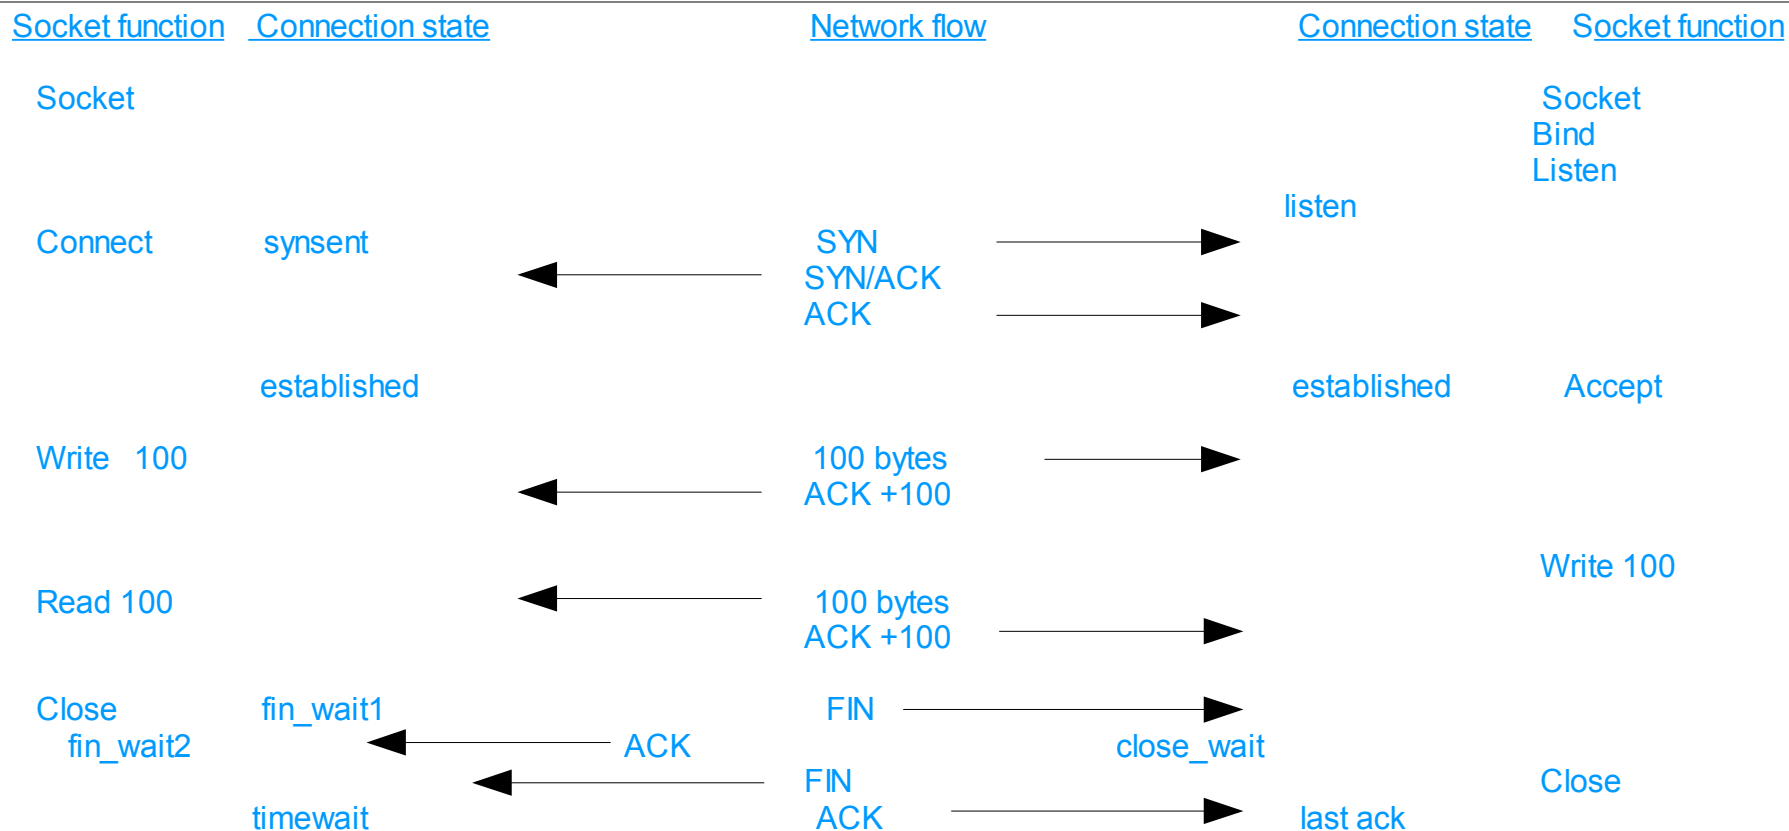 Socket function Connection state Network flow Connection state Socket function
Socket Socket
Bind
Listen
listen
Connect synsent SYN
SYN/ACK
ACK
established established Accept
Write 100 100 bytes
ACK +100
Write 100
Read 100 100 bytes
ACK +100
Close fin_wait1 FIN
fin_wait2 ACK close_wait
FIN Close
timewait ACK last ack